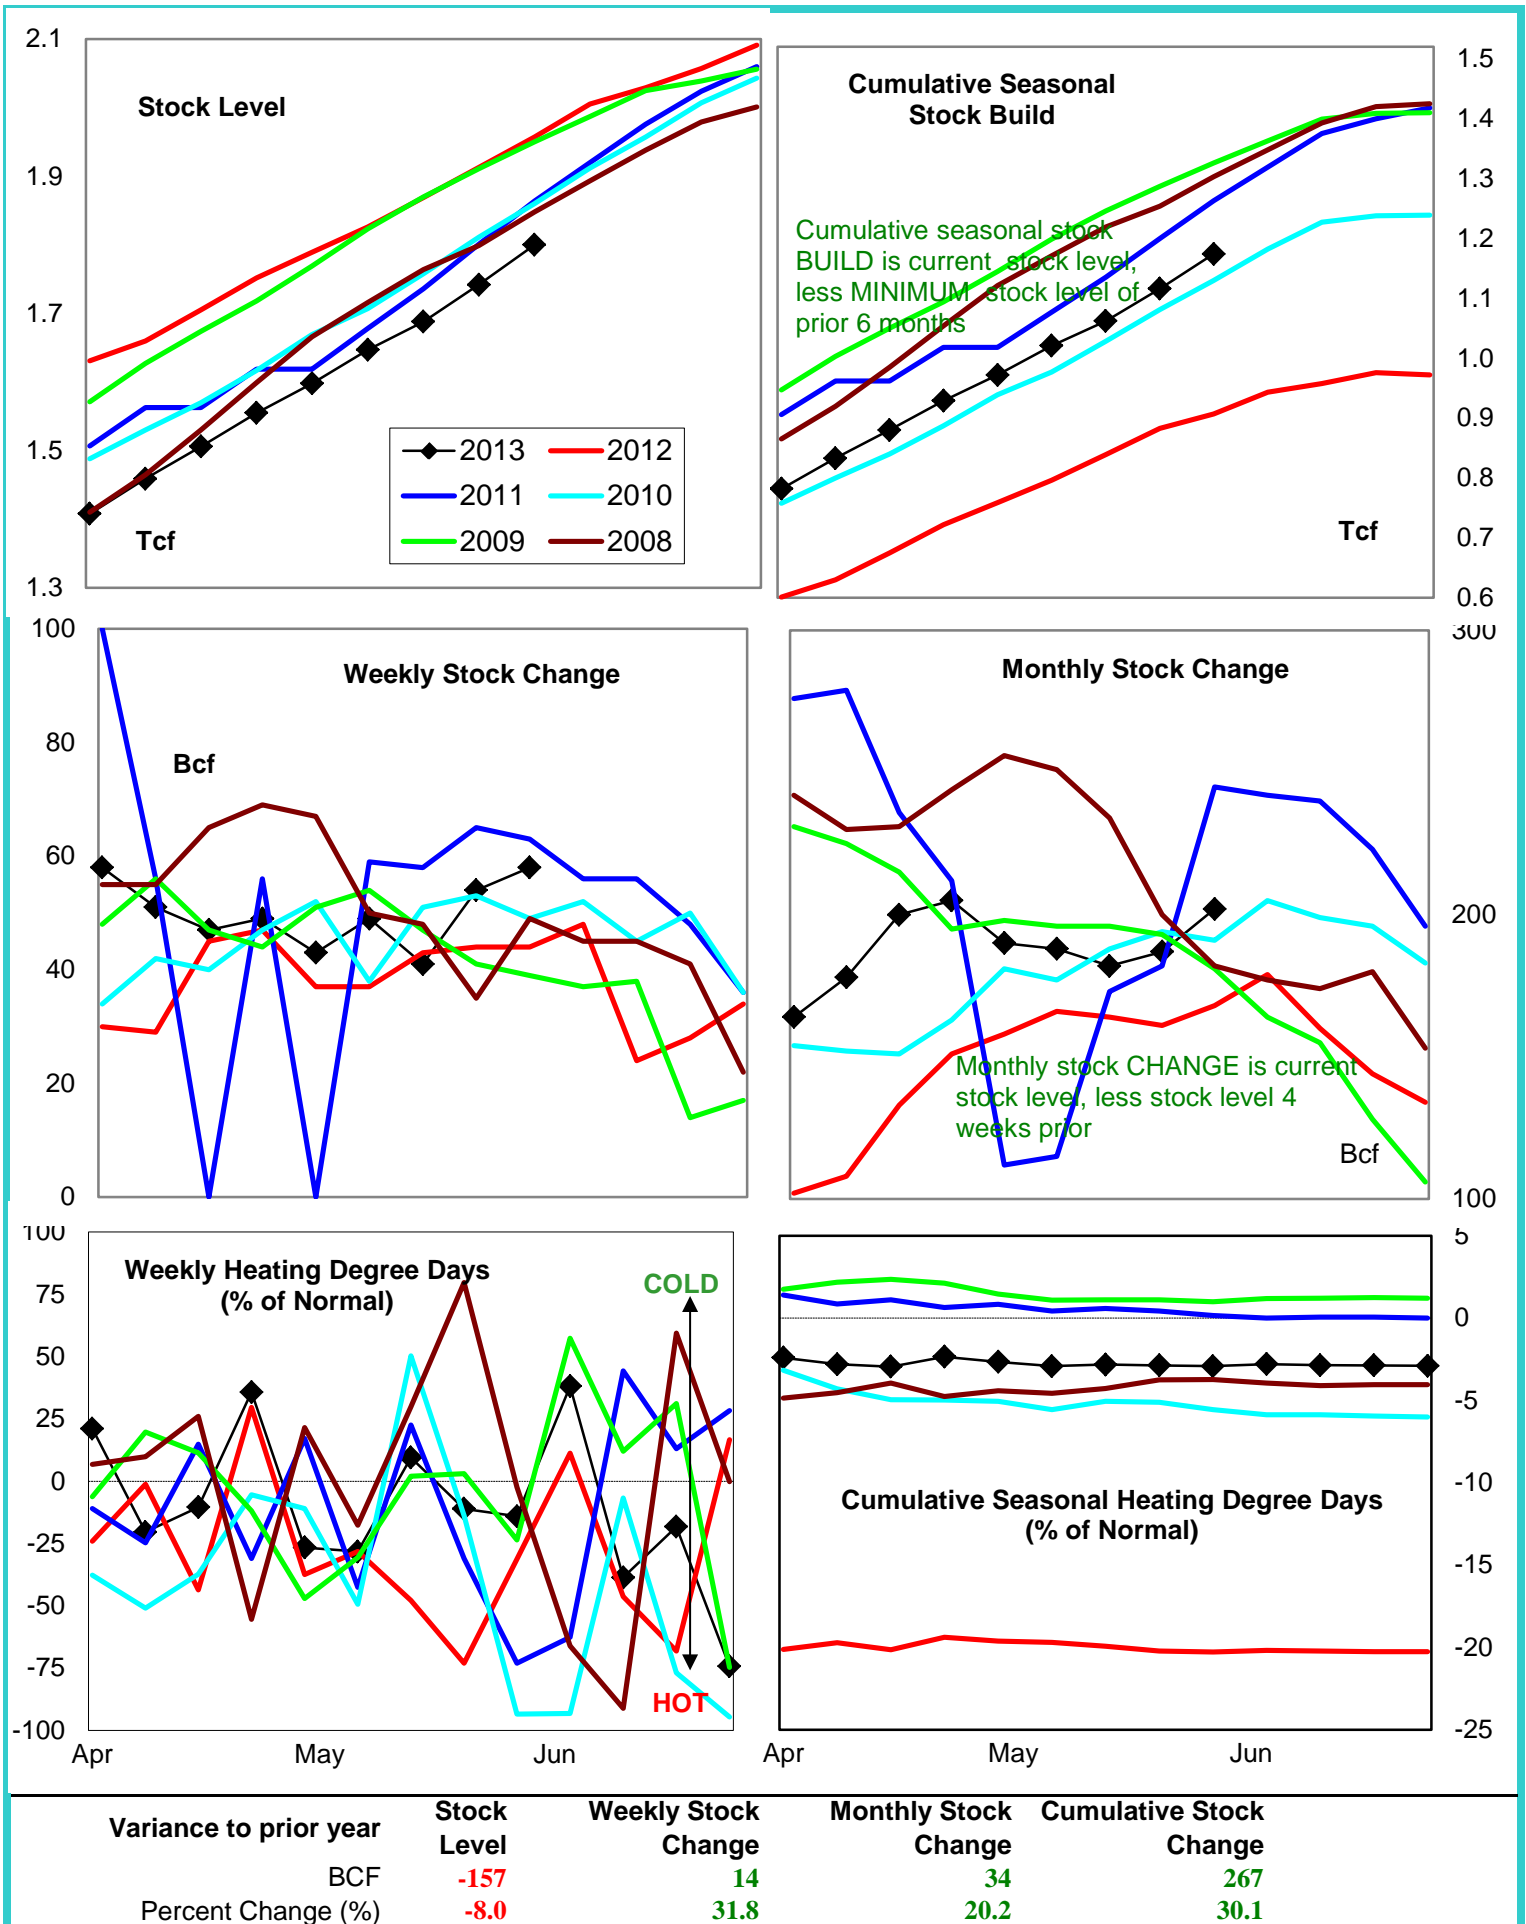 2.1
1.9
1.7
1.5
1.3
Stock Level
Tcf
2013
2012
2011
2010
2009
2008
Cumulative Seasonal
Stock Build
Cumulative seasonal stock
BUILD is current stock level,
less MINIMUM stock level of
prior 6 months
Tcf
1.5
1.4
1.3
1.2
1.1
1.0
0.9
0.8
0.7
0.6
100
80
60
40
20
0
Weekly Stock Change
Bcf
Monthly Stock Change
Monthly stock CHANGE is current
stock level, less stock level 4
weeks prior
Bcf
300
200
100
100
75
50
25
0
-25
-50
-75
-100
Weekly Heating Degree Days
(% of Normal)
COLD
HOT
Apr
May
Jun
5
0
-5
-10
-15
-20
-25
Cumulative Seasonal Heating Degree Days
(% of Normal)
Apr
May
Jun
Variance to prior year
Stock
Level
Weekly Stock
Change
Monthly Stock
Change
Cumulative Stock
Change
BCF -157 14 34 267
Percent Change (%) -8.0 31.8 20.2 30.1